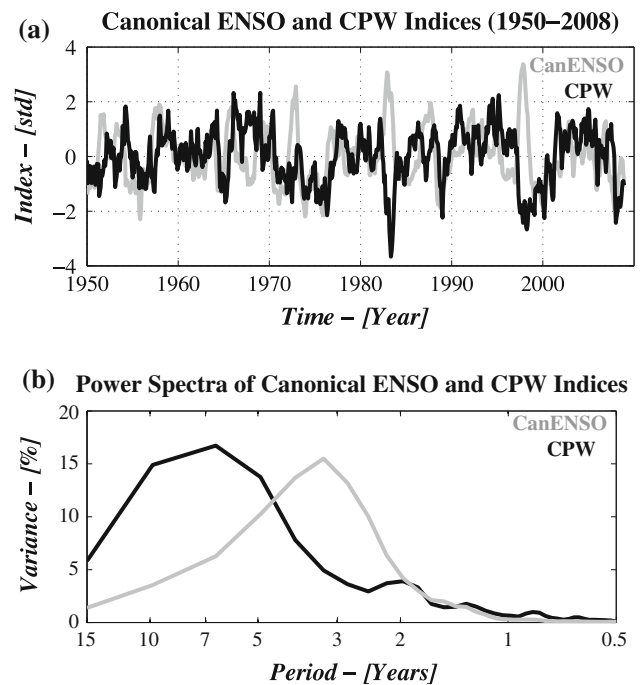 (a) Canonical ENSO and CPW Indices (1950–2008)
CanENSO
CPW
4
2
0
−2
−4
Index – [std]
1950 1960 1970 1980 1990 2000
Time – [Year]
(b) Power Spectra of Canonical ENSO and CPW Indices
CanENSO
CPW
20
15
10
5
0
Variance – [%]
15 10 7 5 3 2 1 0.5
Period – [Years]